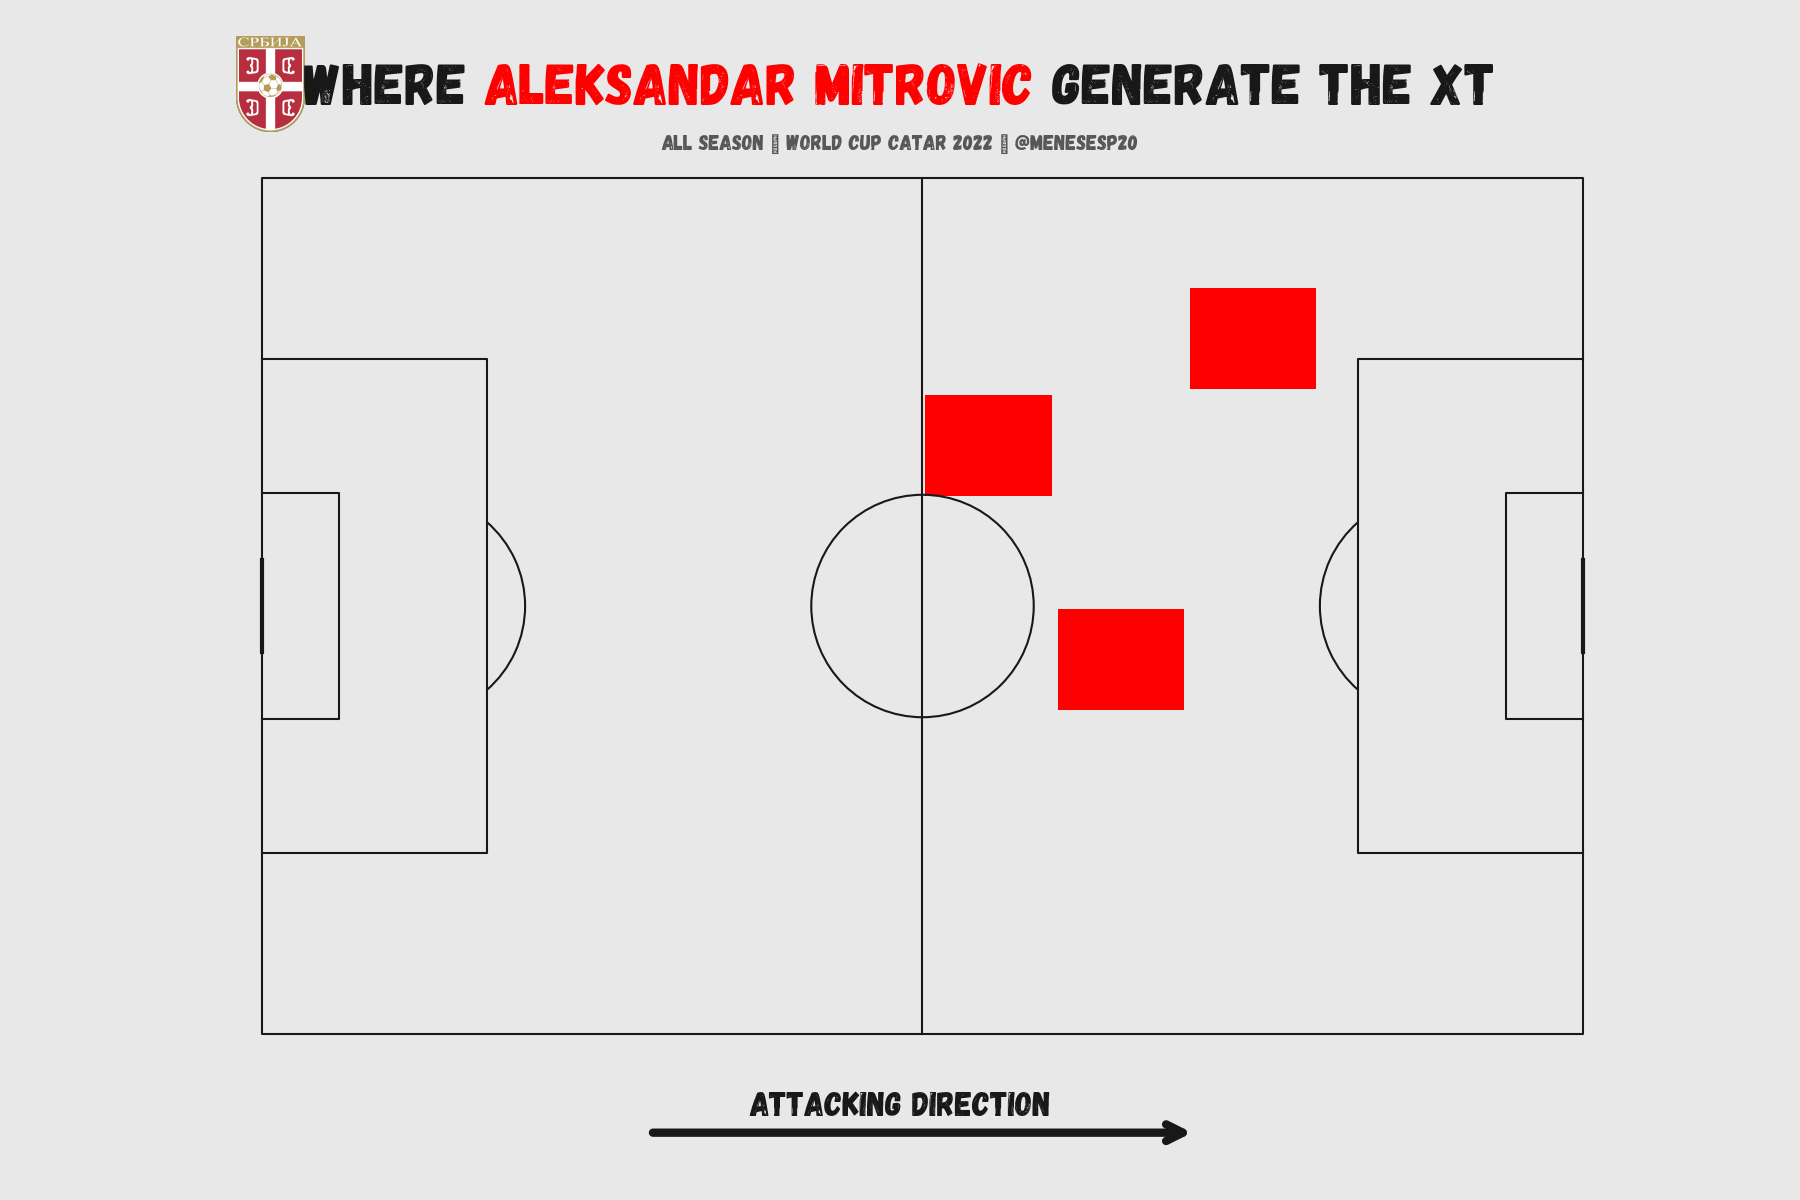 СРБИЈА
WHERE ALEKSANDAR MITROVIC GENERATE THE XT
ALL SEASON ▯ WORLD CUP CATAR 2022 ▯ @MENESESP20
ATTACKING DIRECTION